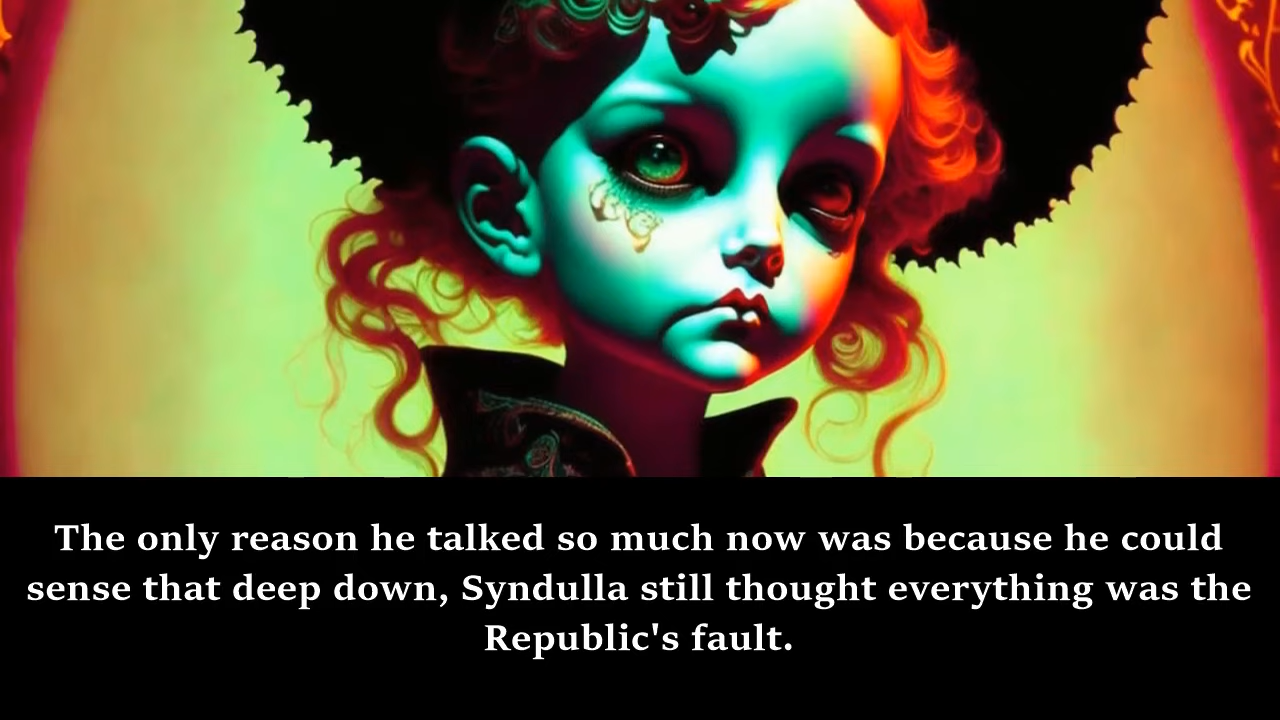 The only reason he talked so much now was because he could
sense that deep down, Syndulla still thought everything was the
Republic's fault.